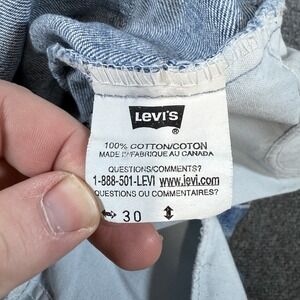 LEVI'S
®
100% COTTON/COTON
MADE IN/FABRIQUE AU CANADA
QUESTIONS/COMMENTS?
1-888-501-LEVI www.levi.com
QUESTIONS OU COMMENTAIRES?
30